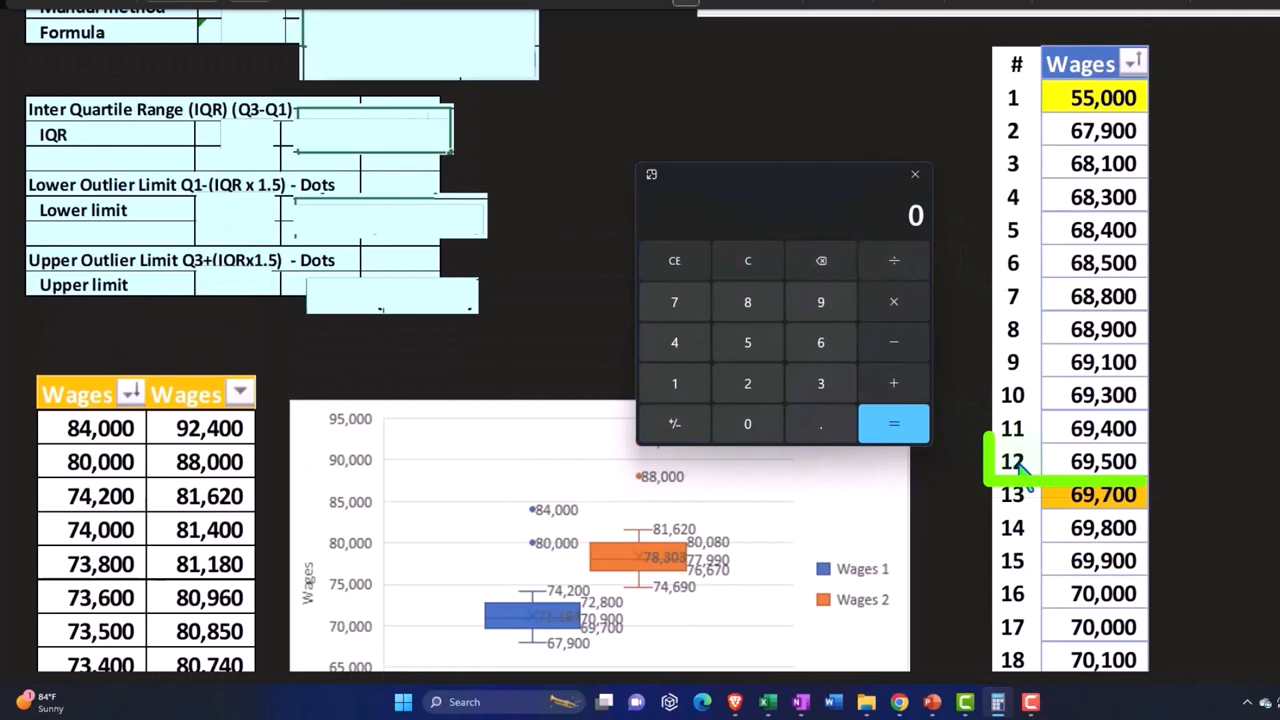 Formula
Inter Quartile Range (IQR) (Q3-Q1)
IQR
Lower Outlier Limit Q1-(IQR x 1.5) - Dots
Lower limit
Upper Outlier Limit Q3+(IQRx1.5) - Dots
Upper limit
Wages Wages
84,000 92,400
80,000 88,000
74,200 81,620
74,000 81,400
73,800 81,180
73,600 80,960
73,500 80,850
73,400 80,740
95,000
90,000
85,000
80,000
75,000
70,000
65,000
Wages
88,000
84,000
81,620
80,000
80,080
78,303
77,990
76,670
74,200
74,690
72,800
70,900
69,700
67,900
Wages 1
Wages 2
0
CE C ÷
7 8 9 ×
4 5 6 −
1 2 3 +
+/- 0 . =
# Wages
1 55,000
2 67,900
3 68,100
4 68,300
5 68,400
6 68,500
7 68,800
8 68,900
9 69,100
10 69,300
11 69,400
12 69,500
13 69,700
14 69,800
15 69,900
16 70,000
17 70,000
18 70,100
1
84°F
Sunny
Search